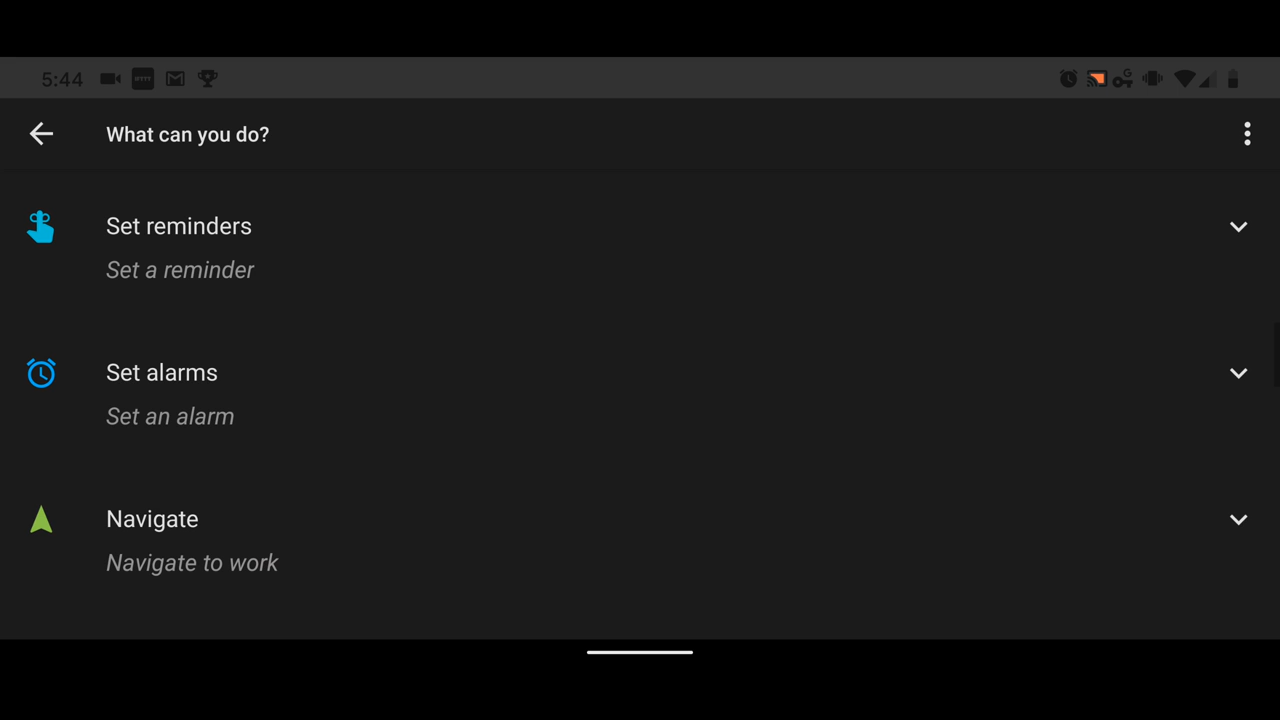 5:44
IFTTT
G
What can you do?
Set reminders
Set a reminder
Set alarms
Set an alarm
Navigate
Navigate to work